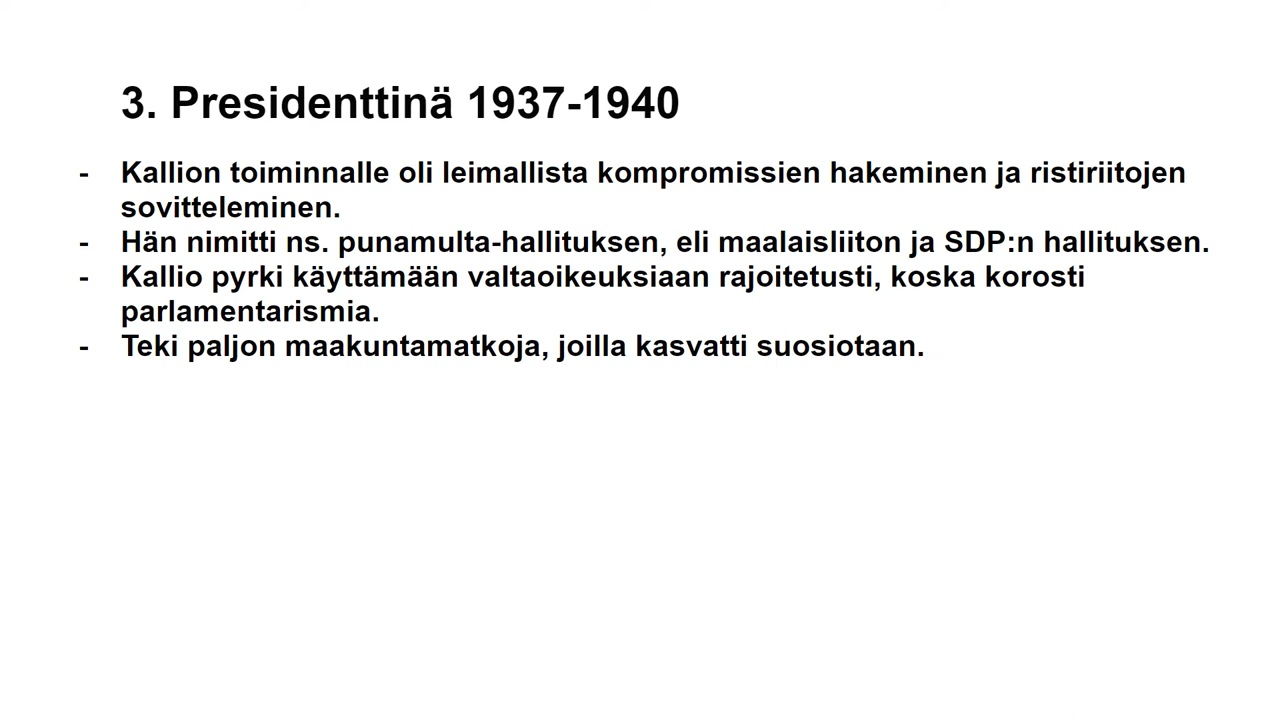 3. Presidenttinä 1937-1940
- Kallion toiminnalle oli leimallista kompromissien hakeminen ja ristiriitojen
sovitteleminen.
- Hän nimitti ns. punamulta-hallituksen, eli maalaisliiton ja SDP:n hallituksen.
- Kallio pyrki käyttämään valtaoikeuksiaan rajoitetusti, koska korosti
parlamentarismia.
- Teki paljon maakuntamatkoja, joilla kasvatti suosiotaan.